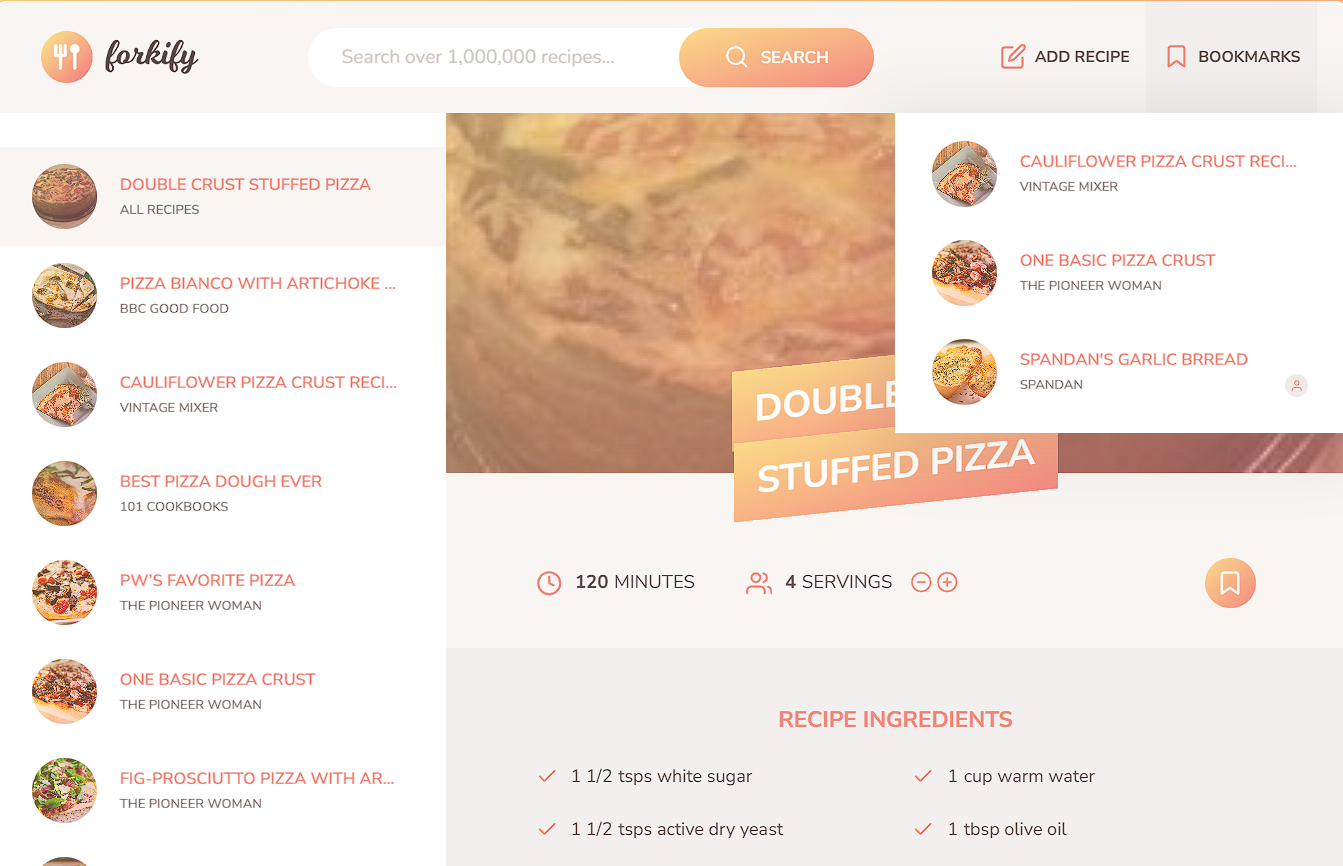 forkify
Search over 1,000,000 recipes...
SEARCH
ADD RECIPE
BOOKMARKS
DOUBLE CRUST STUFFED PIZZA
ALL RECIPES
PIZZA BIANCO WITH ARTICHOKE ...
BBC GOOD FOOD
CAULIFLOWER PIZZA CRUST RECI...
VINTAGE MIXER
BEST PIZZA DOUGH EVER
101 COOKBOOKS
PW'S FAVORITE PIZZA
THE PIONEER WOMAN
ONE BASIC PIZZA CRUST
THE PIONEER WOMAN
FIG-PROSCIUTTO PIZZA WITH AR...
THE PIONEER WOMAN
CAULIFLOWER PIZZA CRUST RECI...
VINTAGE MIXER
ONE BASIC PIZZA CRUST
THE PIONEER WOMAN
SPANDAN'S GARLIC BRREAD
SPANDAN
DOUBLE
STUFFED PIZZA
120 MINUTES
4 SERVINGS
RECIPE INGREDIENTS
1 1/2 tsps white sugar
1 cup warm water
1 1/2 tsps active dry yeast
1 tbsp olive oil